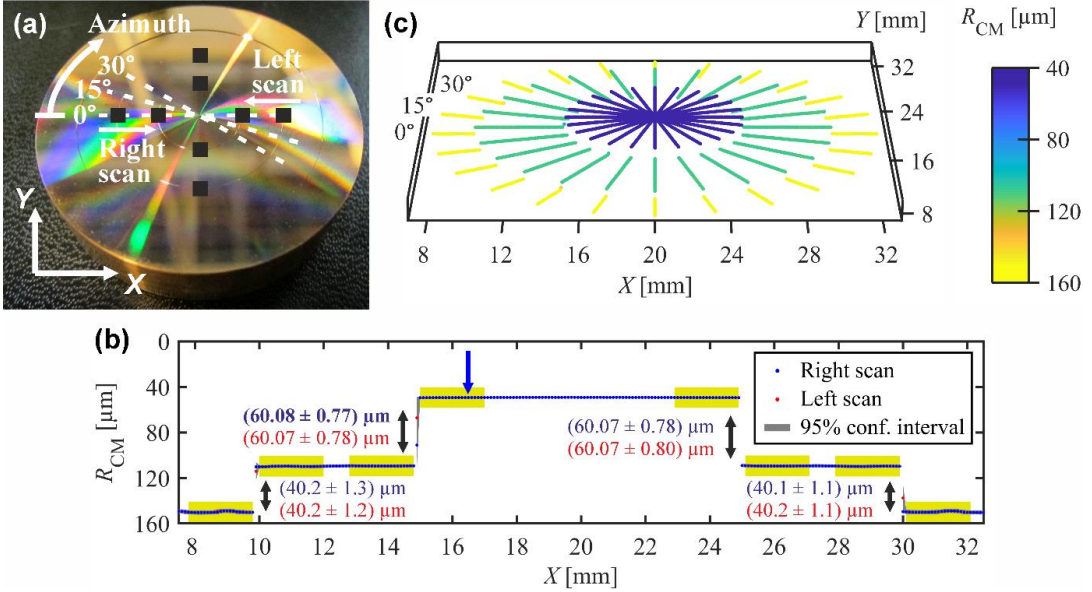 (a)
Azimuth
30°
15°
0°
Left
scan
Right
scan
Y
X
(c)
Y [mm]
32
24
16
8
30°
15°
0°
8 12 16 20 24 28 32
X [mm]
R_CM [µm]
40
80
120
160
(b)
R_CM [µm]
0
40
80
120
160
(60.08 ± 0.77) µm
(60.07 ± 0.78) µm
(40.2 ± 1.3) µm
(40.2 ± 1.2) µm
(60.07 ± 0.78) µm
(60.07 ± 0.80) µm
(40.1 ± 1.1) µm
(40.2 ± 1.1) µm
Right scan
Left scan
95% conf. interval
8 10 12 14 16 18 20 22 24 26 28 30 32
X [mm]